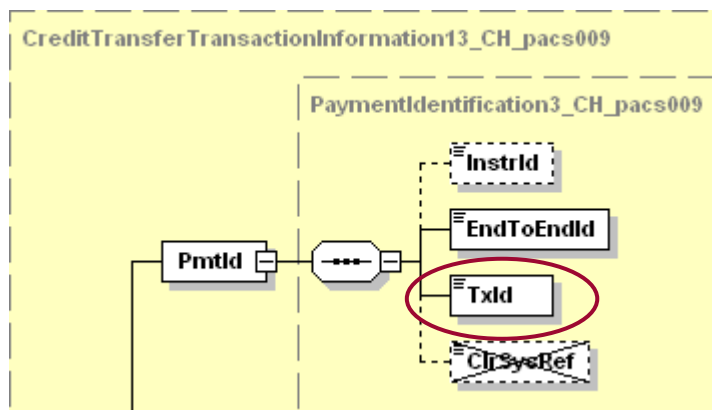 CreditTransferTransactionInformation13_CH_pacs009
PaymentIdentification3_CH_pacs009
InstrId
EndToEndId
PmtId
TxId
ClrSysRef